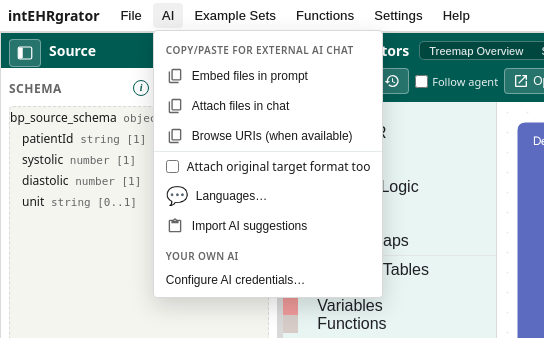 intEHRgrator File AI Example Sets Functions Settings Help
Source
tors Treemap Overview
Follow agent
SCHEMA i
bp_source_schema
patientId string [1]
systolic number [1]
diastolic number [1]
unit string [0..1]
COPY/PASTE FOR EXTERNAL AI CHAT
Embed files in prompt
Attach files in chat
Browse URIs (when available)
Attach original target format too
Languages…
Import AI suggestions
YOUR OWN AI
Configure AI credentials…
R
Logic
aps
Tables
Variables
Functions
De